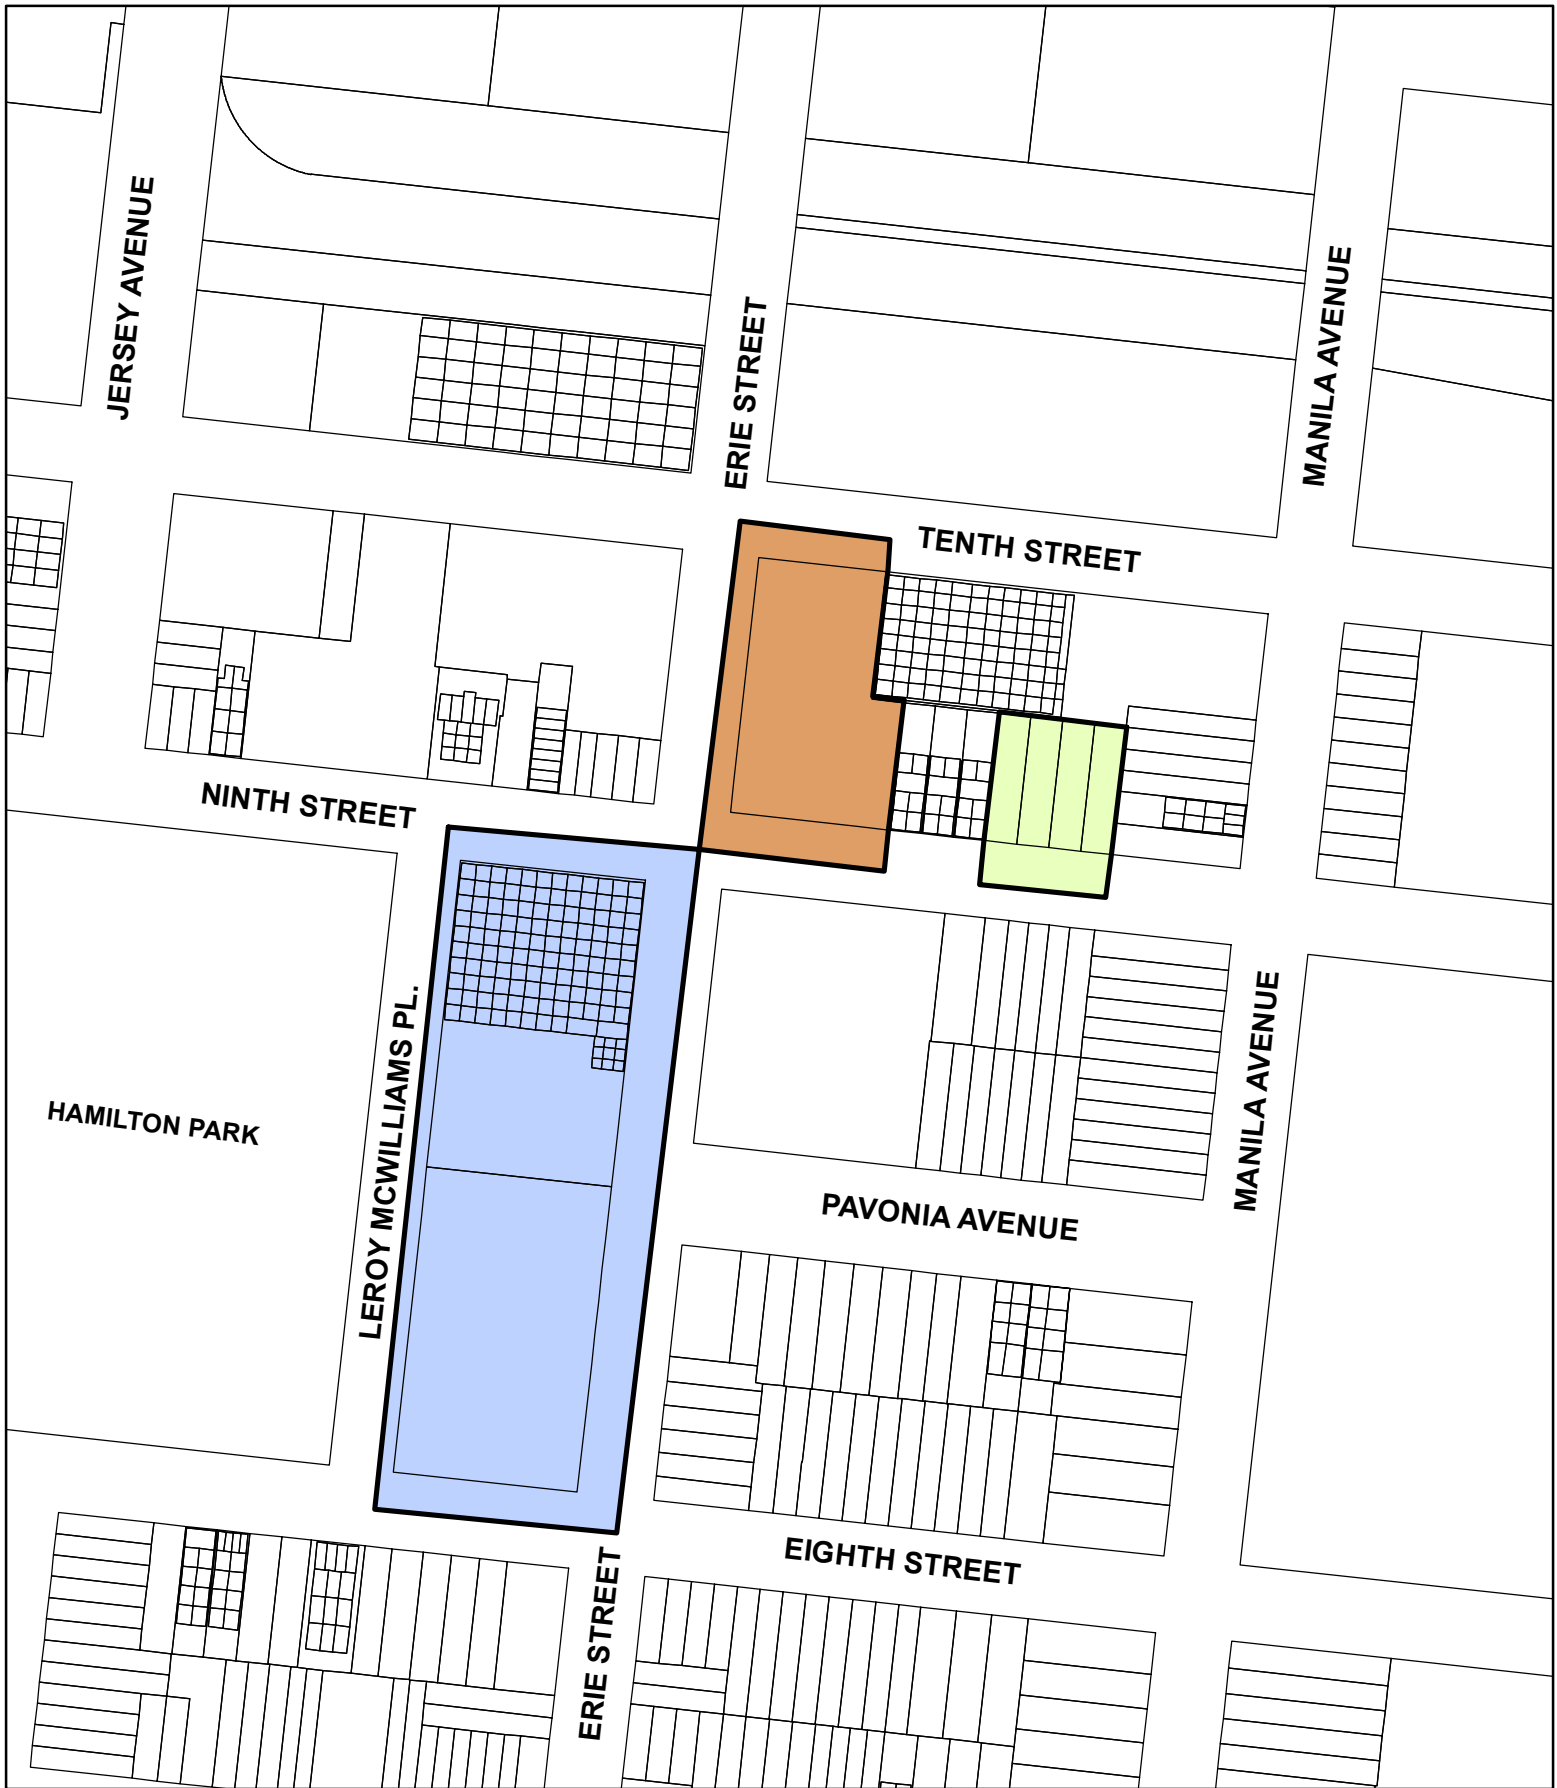 JERSEY AVENUE
ERIE STREET
MANILA AVENUE
TENTH STREET
NINTH STREET
LEROY MCWILLIAMS PL.
HAMILTON PARK
MANILA AVENUE
PAVONIA AVENUE
EIGHTH STREET
ERIE STREET